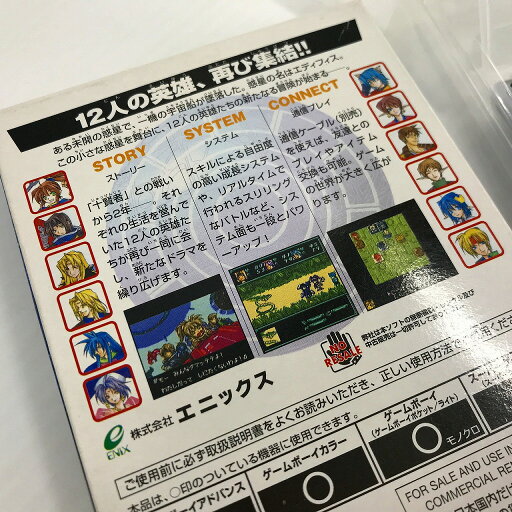 12人の英雄、再び集結!!
ある未開の惑星で、一機の宇宙船が墜落した。惑星の名はエディフィス。
この小さな惑星を舞台に、12人の英雄たちの新たなる冒険が始まる――
STORY
ストーリー
「十賢者」との戦い
から2年――。それ
ぞれの生活を営んで
いた12人の英雄た
ちが再び一同に会
し、新たなドラマを
繰り広げます。
SYSTEM
システム
スキルによる自由度
の高い成長システム
や、リアルタイムで
行われるスリリング
なバトルなど、シス
テム面も一段とパワ
ーアップ!
CONNECT
通信プレイ
通信ケーブル(別売)
を使えば、友達との
プレイやアイテム
交換も可能。ゲーム
の世界が大きく広が
ります。
NO
RESALE
ENIX
株式会社 エニックス
ご使用前に必ず取扱説明書をよくお読みいただき、正しい使用方法でご
本品は、○印のついている機器に使用できます。
ゲームボーイカラー
ゲームボーイ
(ゲームボーイポケット/ライト)
モノクロ
FOR SALE AND USE IN
COMMERCIAL
日本国内だけ